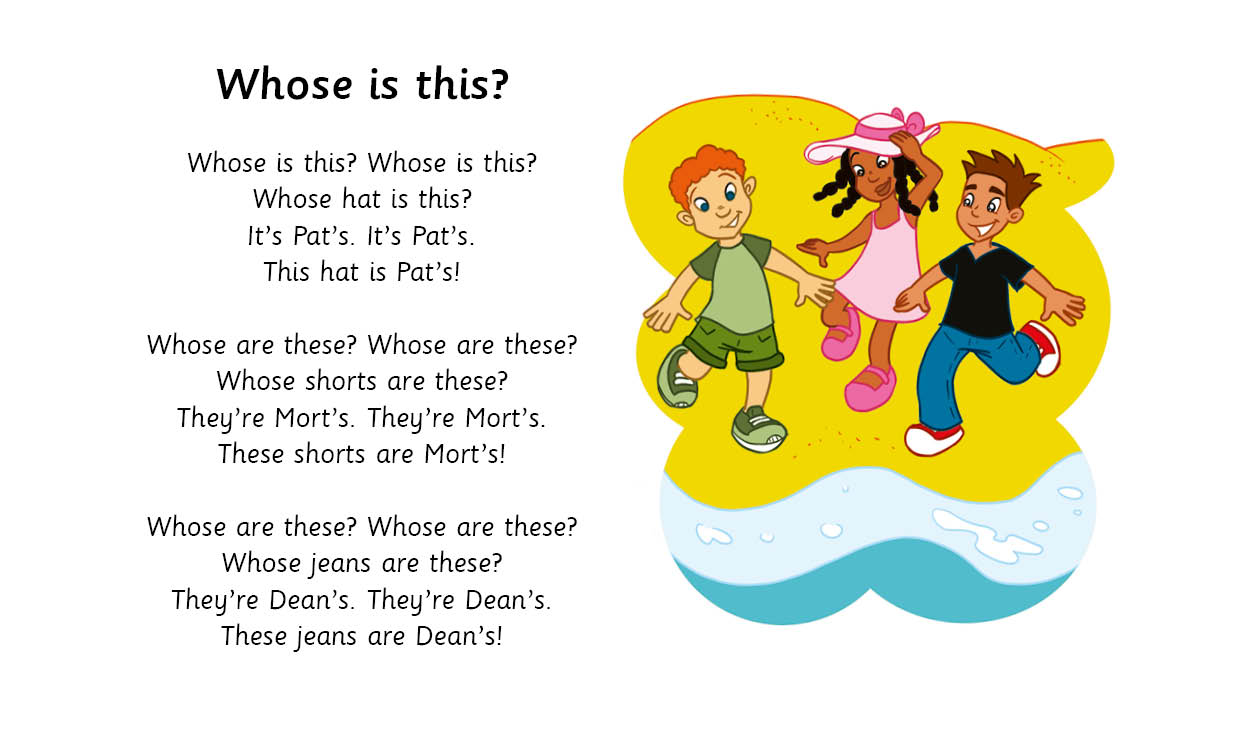 Whose is this?
Whose is this? Whose is this?
Whose hat is this?
It’s Pat’s. It’s Pat’s.
This hat is Pat’s!
Whose are these? Whose are these?
Whose shorts are these?
They’re Mort’s. They’re Mort’s.
These shorts are Mort’s!
Whose are these? Whose are these?
Whose jeans are these?
They’re Dean’s. They’re Dean’s.
These jeans are Dean’s!